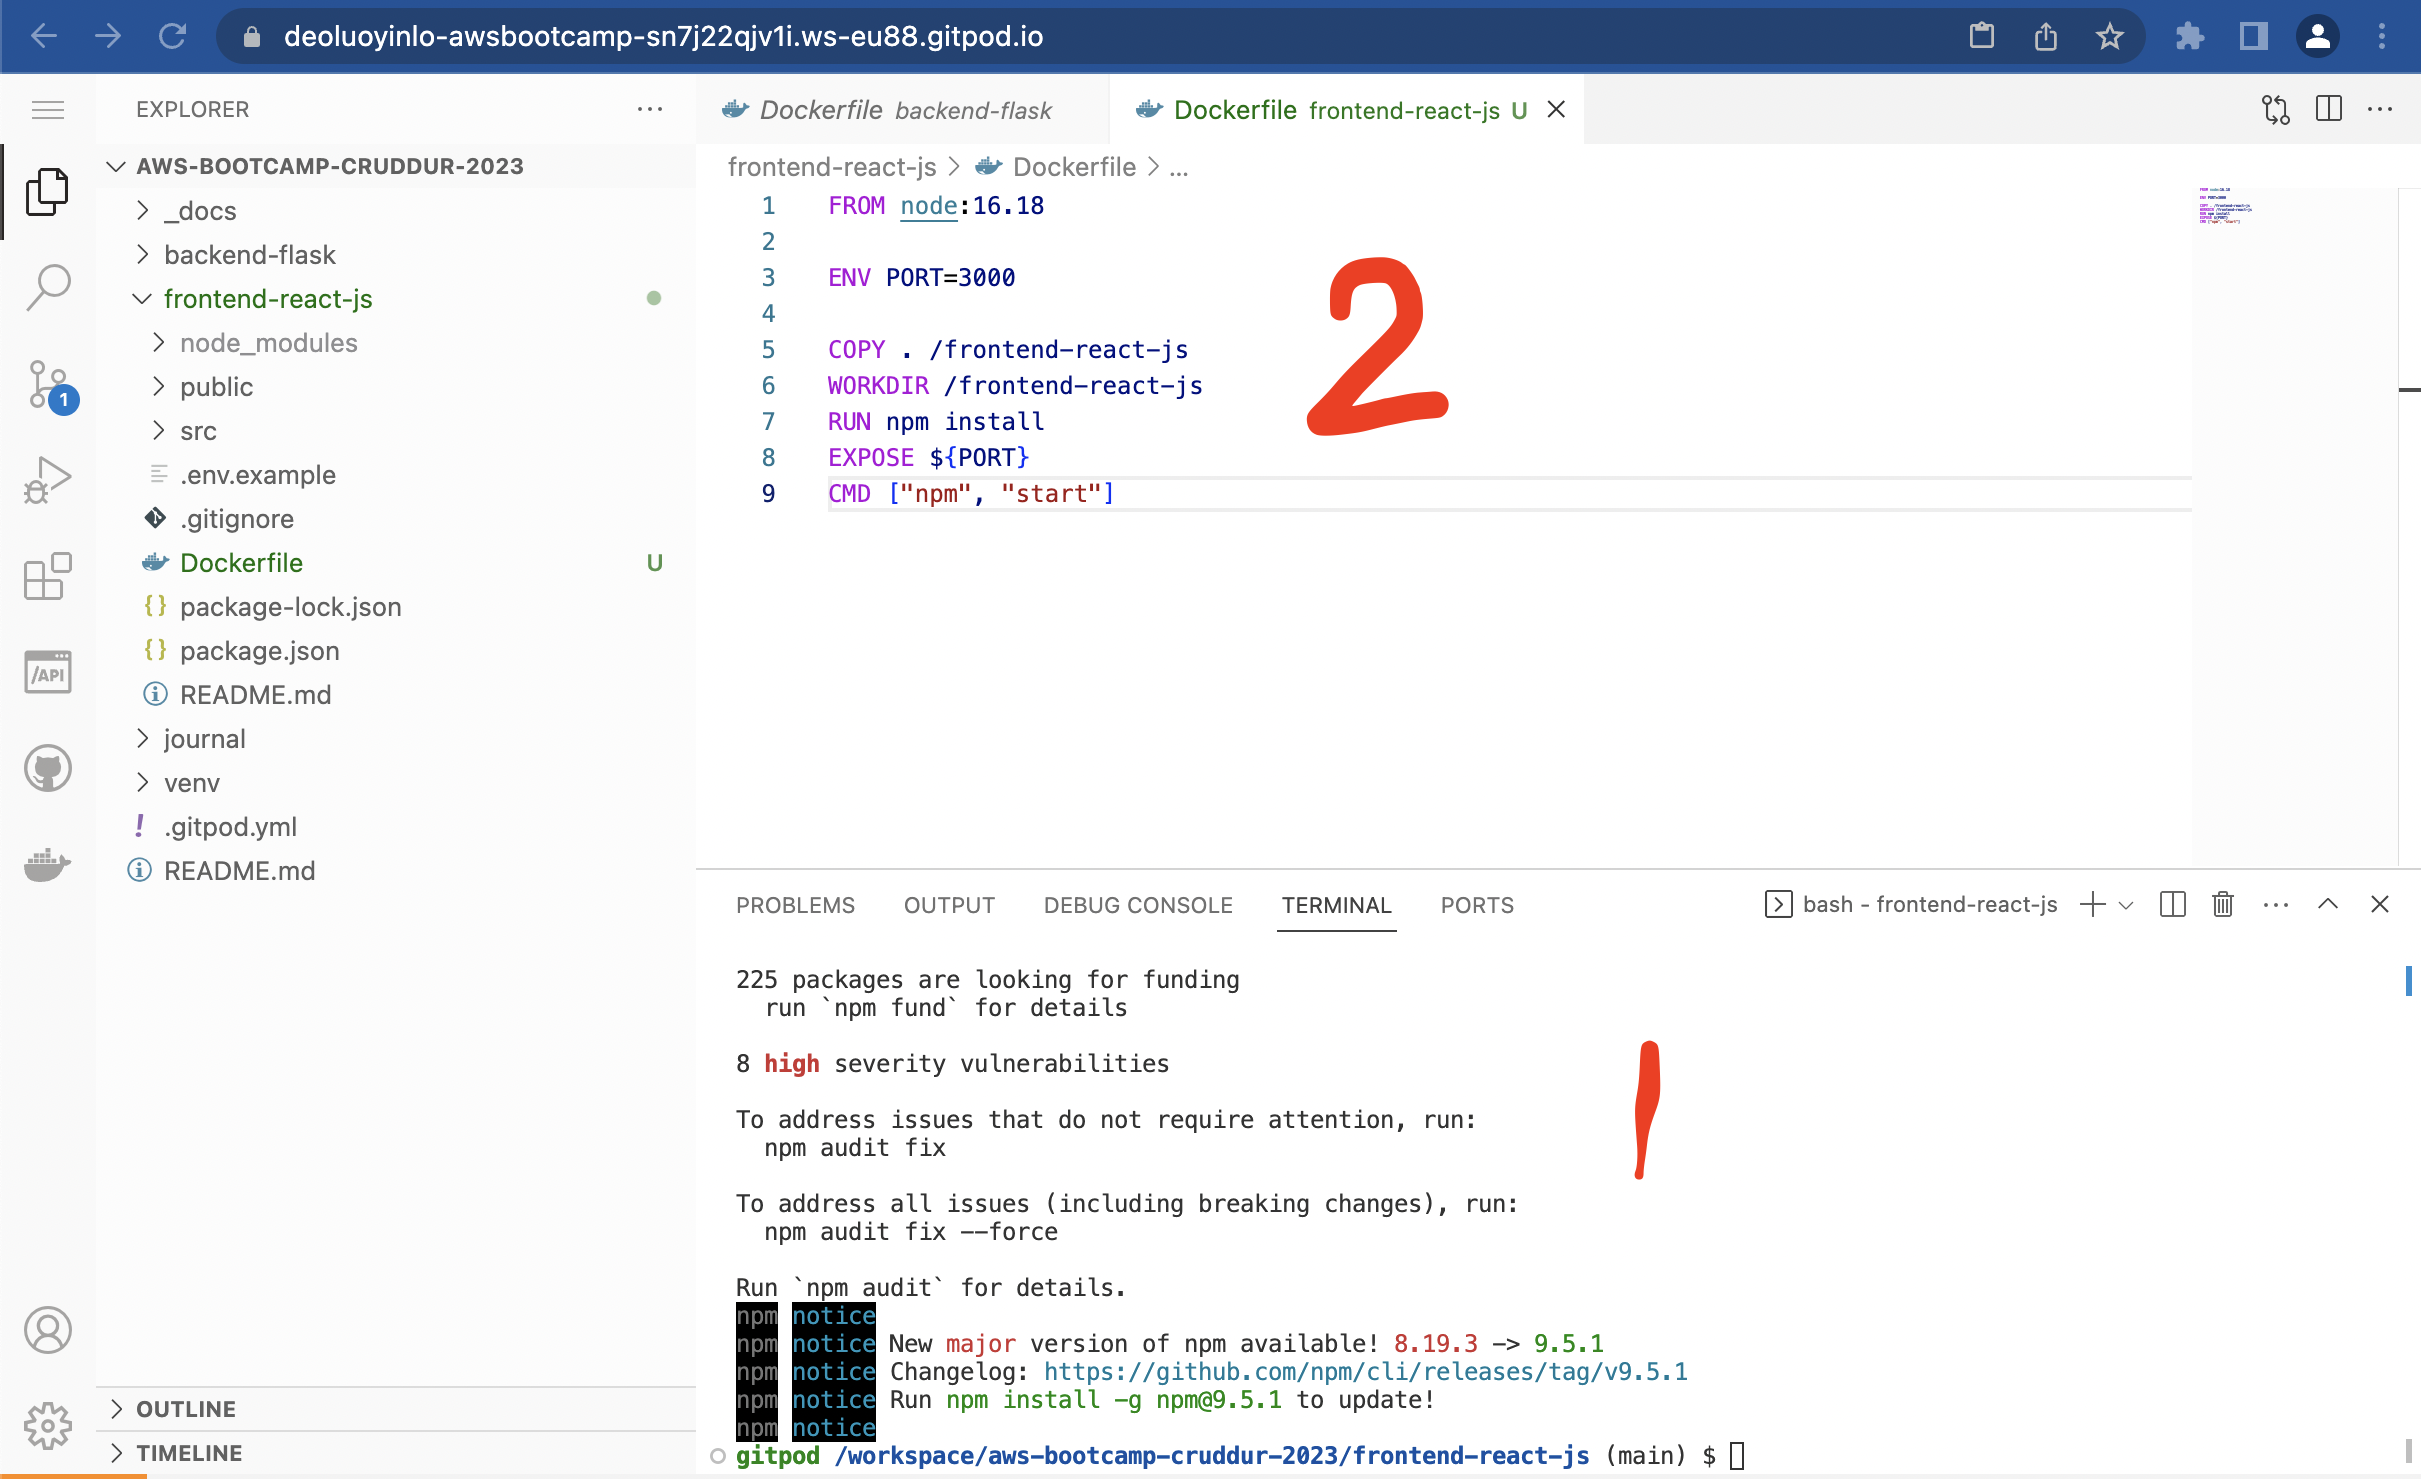 deoluoyinlo-awsbootcamp-sn7j22qjv1i.ws-eu88.gitpod.io
EXPLORER
AWS-BOOTCAMP-CRUDDUR-2023
_docs
backend-flask
frontend-react-js
node_modules
public
src
.env.example
.gitignore
Dockerfile U
package-lock.json
package.json
README.md
journal
venv
.gitpod.yml
README.md
OUTLINE
TIMELINE
1
/API
Dockerfile backend-flask
Dockerfile frontend-react-js U
frontend-react-js > Dockerfile > ...
1 FROM node:16.18
2
3 ENV PORT=3000
4
5 COPY . /frontend-react-js
6 WORKDIR /frontend-react-js
7 RUN npm install
8 EXPOSE ${PORT}
9 CMD ["npm", "start"]
2
PROBLEMS OUTPUT DEBUG CONSOLE TERMINAL PORTS
bash - frontend-react-js
225 packages are looking for funding
run `npm fund` for details
8 high severity vulnerabilities
To address issues that do not require attention, run:
npm audit fix
To address all issues (including breaking changes), run:
npm audit fix --force
Run `npm audit` for details.
npm notice
npm notice New major version of npm available! 8.19.3 -> 9.5.1
npm notice Changelog: https://github.com/npm/cli/releases/tag/v9.5.1
npm notice Run npm install -g npm@9.5.1 to update!
npm notice
gitpod /workspace/aws-bootcamp-cruddur-2023/frontend-react-js (main) $
1